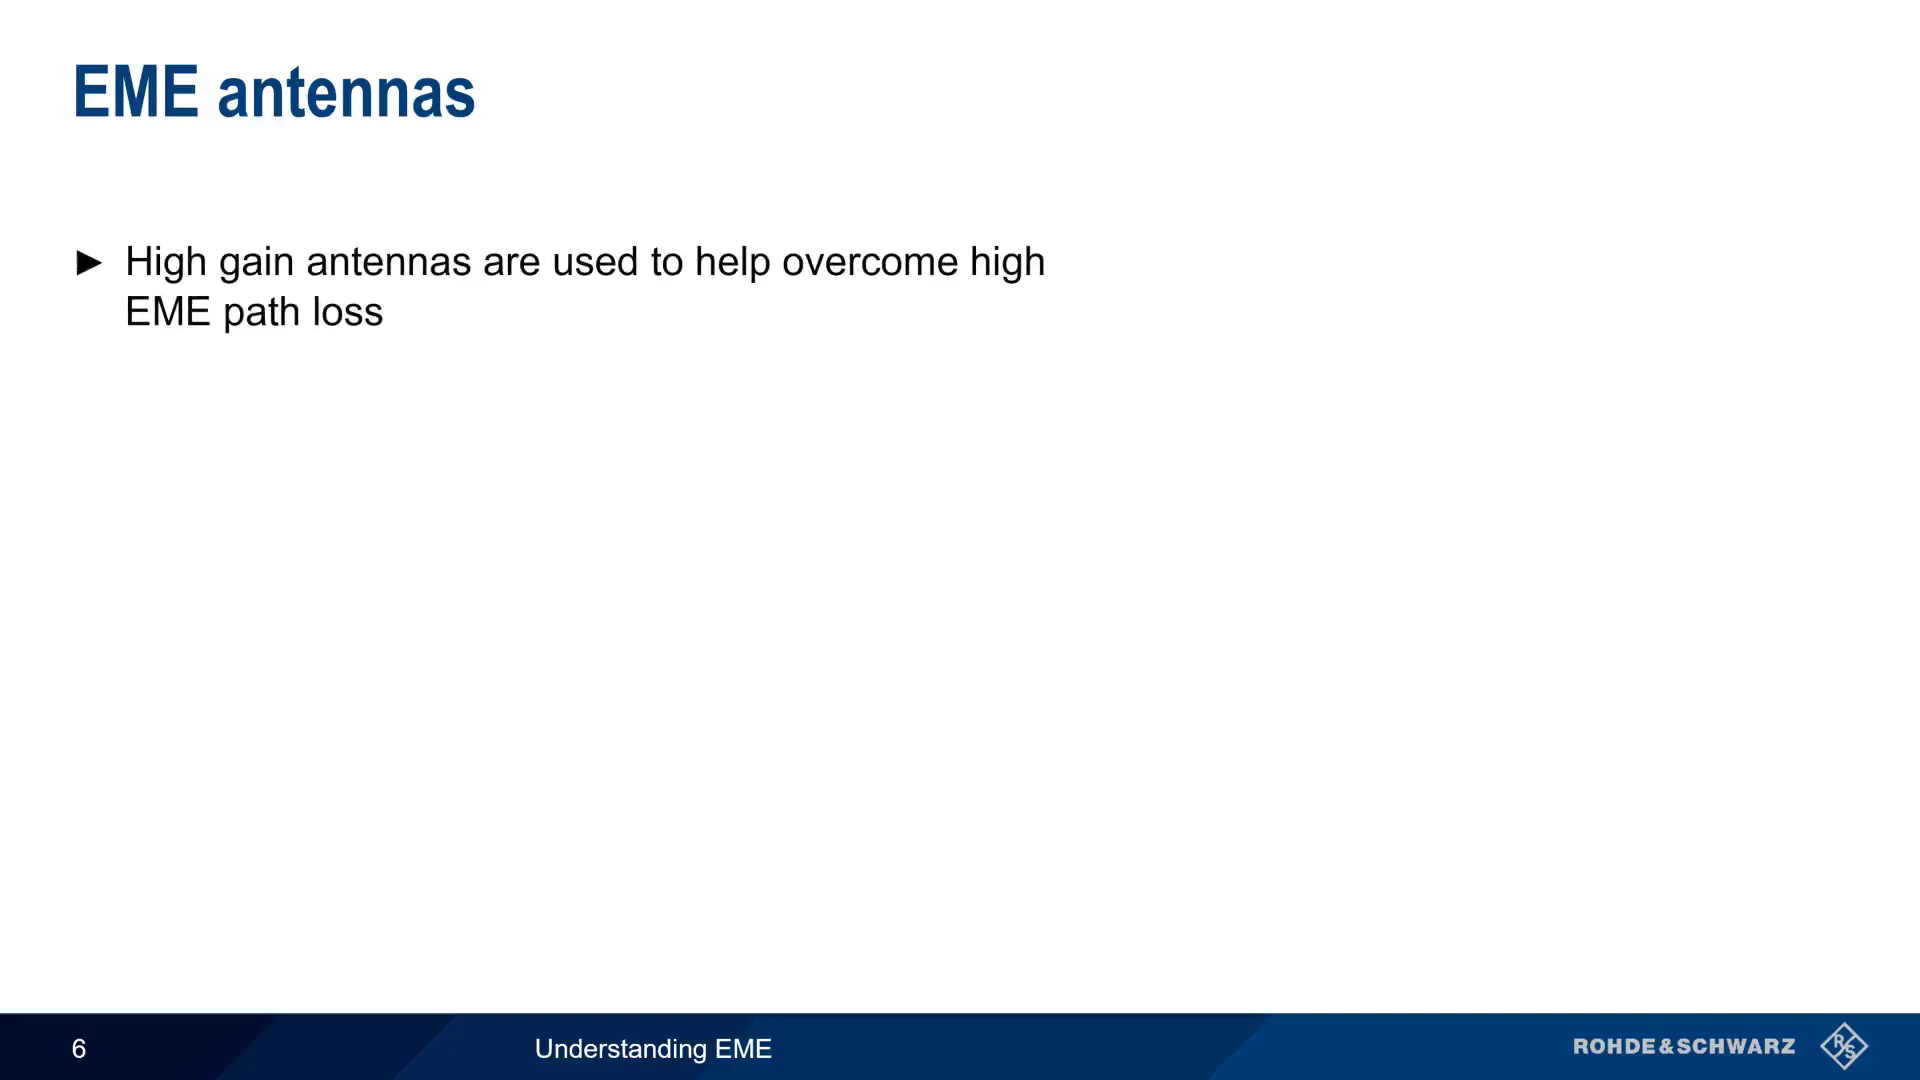 EME antennas
► High gain antennas are used to help overcome high
EME path loss
6
Understanding EME
ROHDE&SCHWARZ
R
S